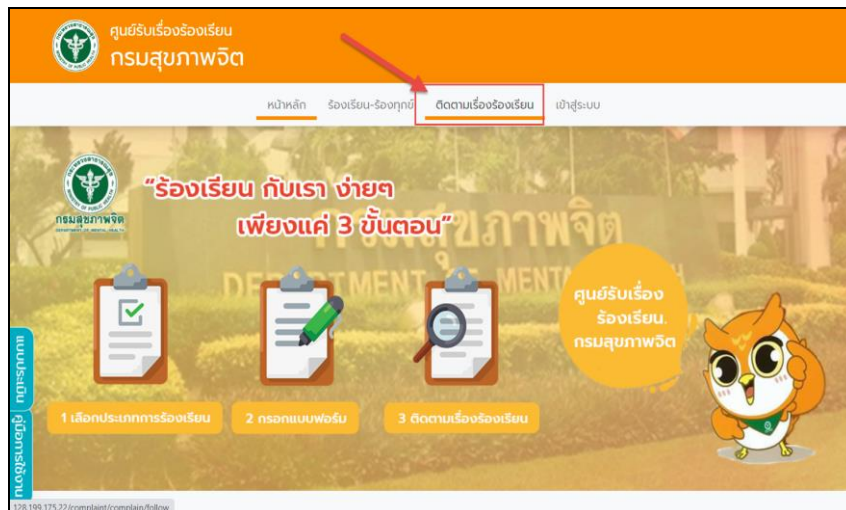 ศูนย์รับเรื่องร้องเรียน
กรมสุขภาพจิต
หน้าหลัก ร้องเรียน-ร้องทุกข์ ติดตามเรื่องร้องเรียน เข้าสู่ระบบ
กรมสุขภาพจิต
"ร้องเรียน กับเรา ง่ายๆ
เพียงแค่ 3 ขั้นตอน"
กรมสุขภาพจิต
DEPARTMENT OF MENTAL
ศูนย์รับเรื่อง
ร้องเรียน.
กรมสุขภาพจิต
1 เลือกประเภทการร้องเรียน 2 กรอกแบบฟอร์ม 3 ติดตามเรื่องร้องเรียน
แบบประเมิน
คู่มือการใช้งาน
128.199.175.22/complaint/complain/follow